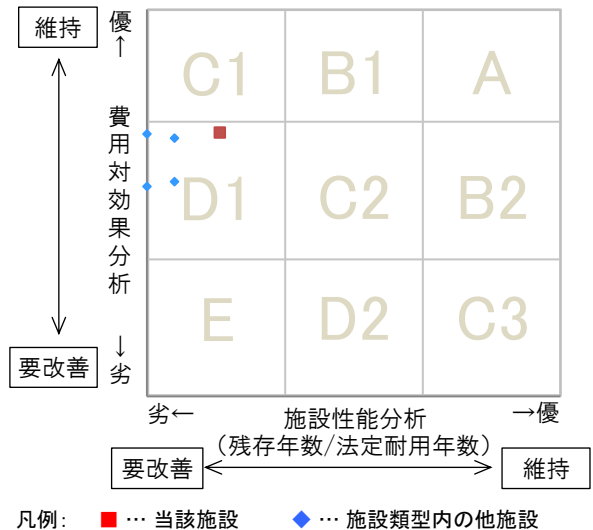 維持
優
↑
費用対効果分析
↓
劣
要改善
C1 B1 A
D1 C2 B2
E D2 C3
劣← 施設性能分析 →優
(残存年数/法定耐用年数)
要改善 維持
凡例: ■ … 当該施設 ◆ … 施設類型内の他施設